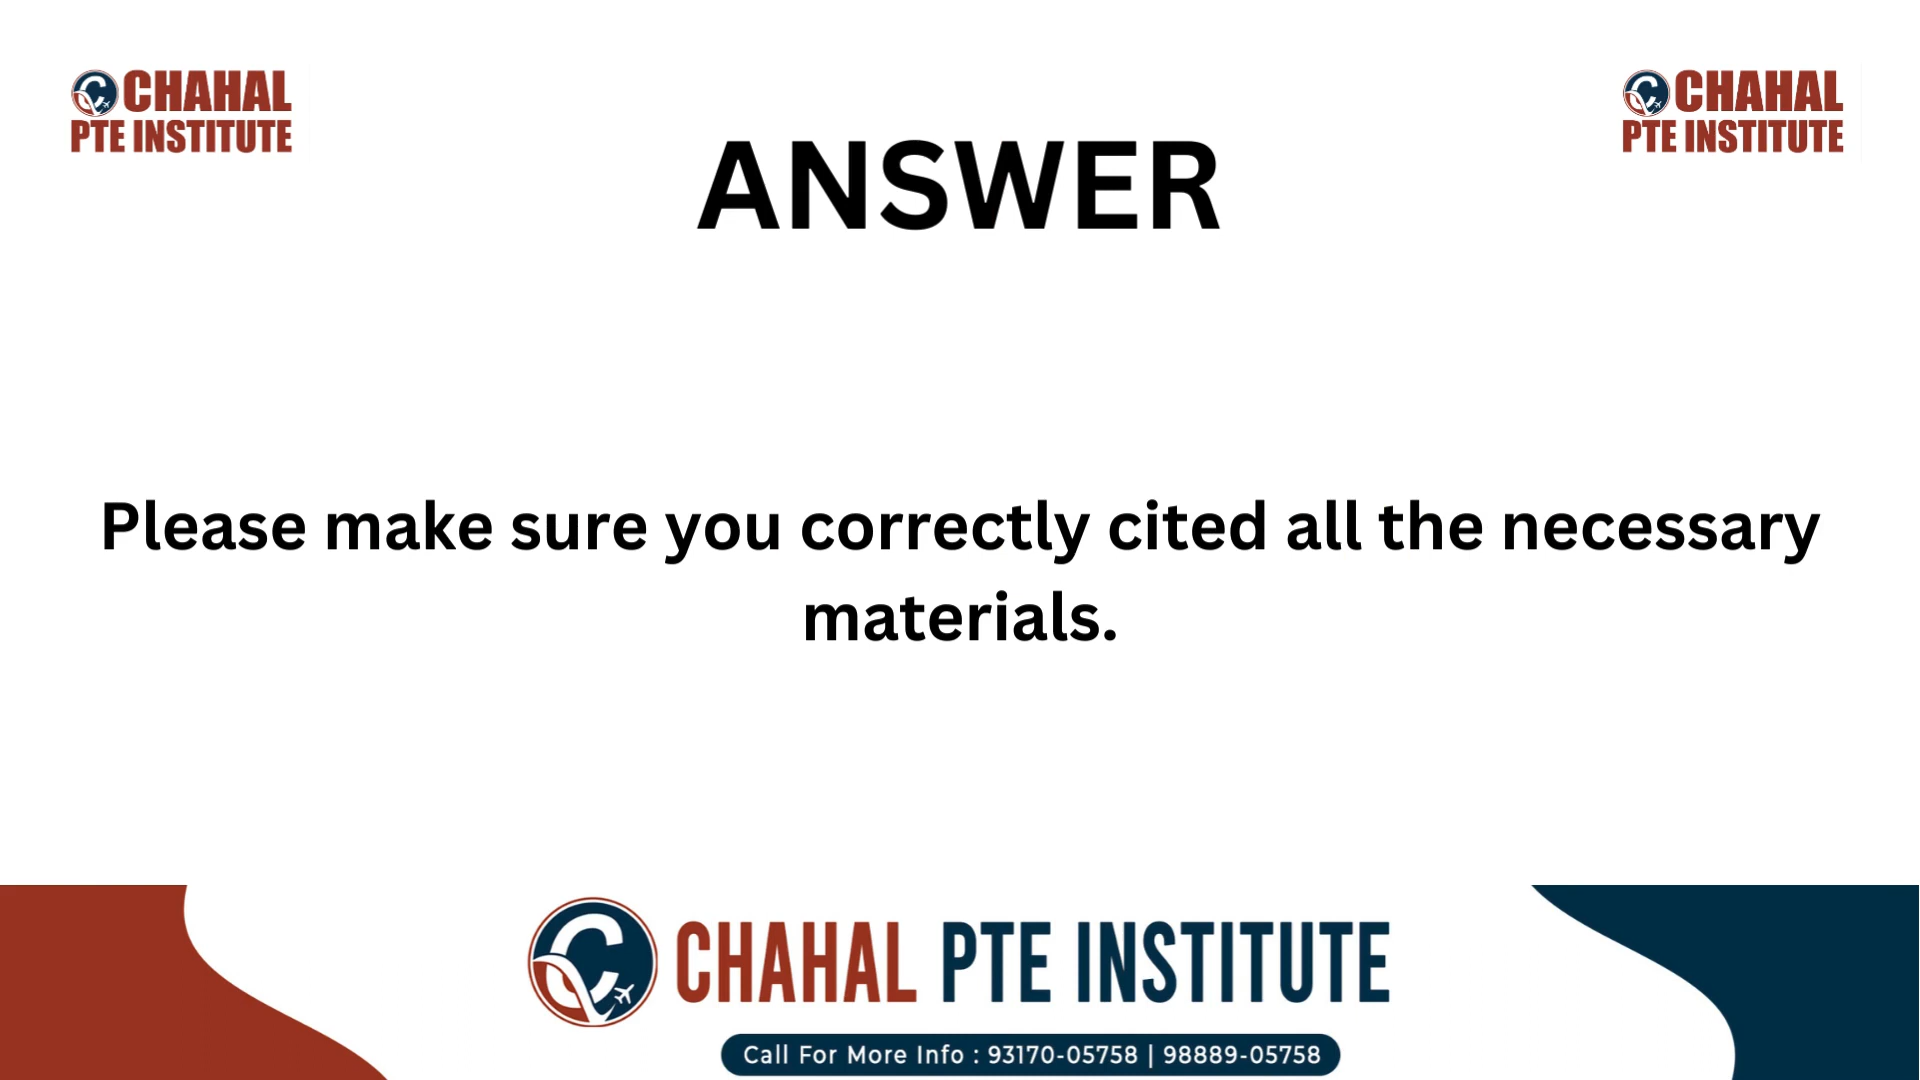 CHAHAL
PTE INSTITUTE
CHAHAL
PTE INSTITUTE
ANSWER
Please make sure you correctly cited all the necessary
materials.
CHAHAL PTE INSTITUTE
Call For More Info : 93170-05758 | 98889-05758